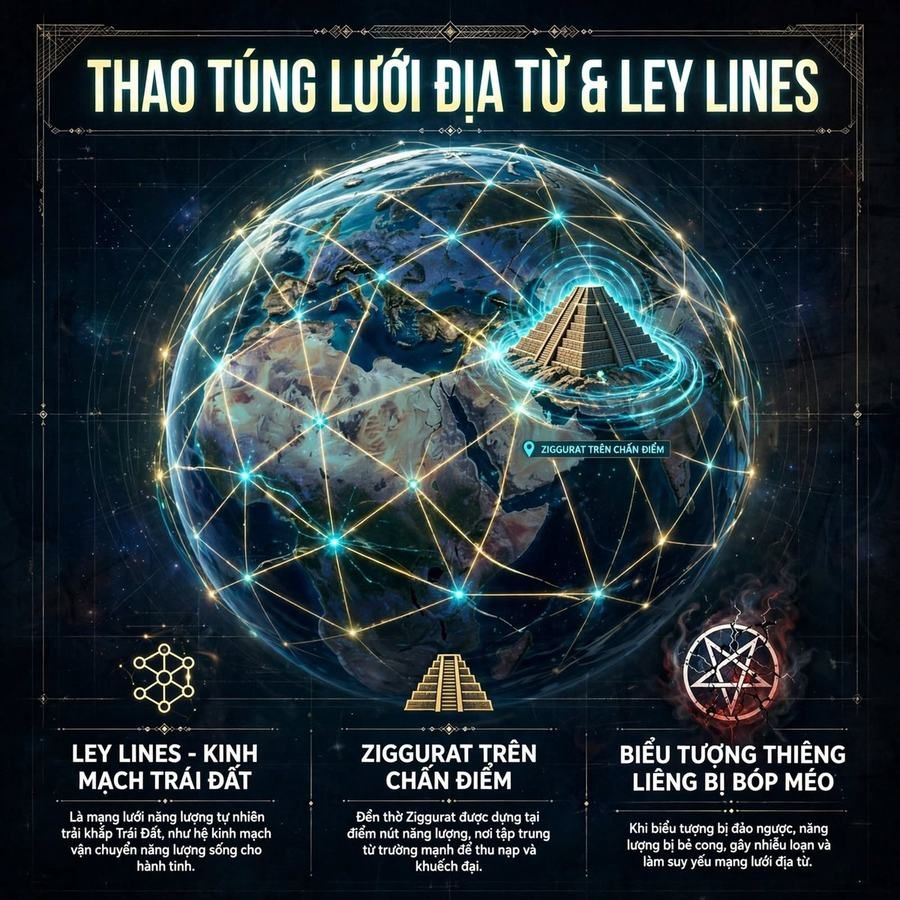 THAO TÚNG LƯỚI ĐỊA TỪ & LEY LINES
ZIGGURAT TRÊN CHẤN ĐIỂM
LEY LINES - KINH
MẠCH TRÁI ĐẤT
Là mạng lưới năng lượng tự nhiên
trải khắp Trái Đất, như hệ kinh mạch
vận chuyển năng lượng sống cho
hành tinh.
ZIGGURAT TRÊN
CHẤN ĐIỂM
Đền thờ Ziggurat được dựng tại
điểm nút năng lượng, nơi tập trung
từ trường mạnh để thu nạp và
khuếch đại.
BIỂU TƯỢNG THIÊNG
LIÊNG BỊ BÓP MÉO
Khi biểu tượng bị đảo ngược, năng
lượng bị bẻ cong, gây nhiễu loạn và
làm suy yếu mạng lưới địa từ.